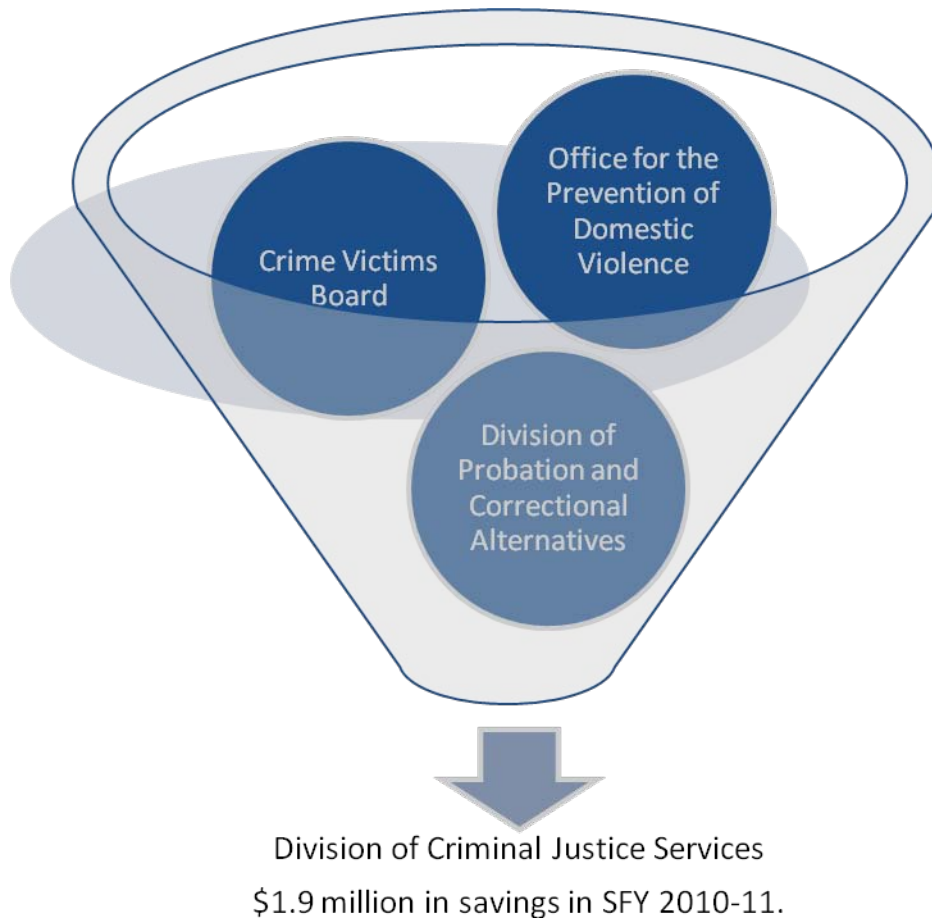 Office for the
Prevention of
Domestic
Violence
Crime Victims
Board
Division of
Probation and
Correctional
Alternatives
Division of Criminal Justice Services
$1.9 million in savings in SFY 2010-11.